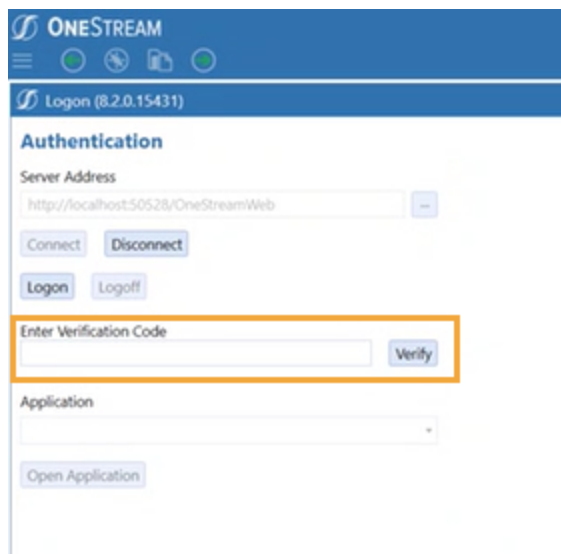 ONESTREAM
Logon (8.2.0.15431)
Authentication
Server Address
http://localhost:50528/OneStreamWeb ...
Connect Disconnect
Logon Logoff
Enter Verification Code
Verify
Application
Open Application